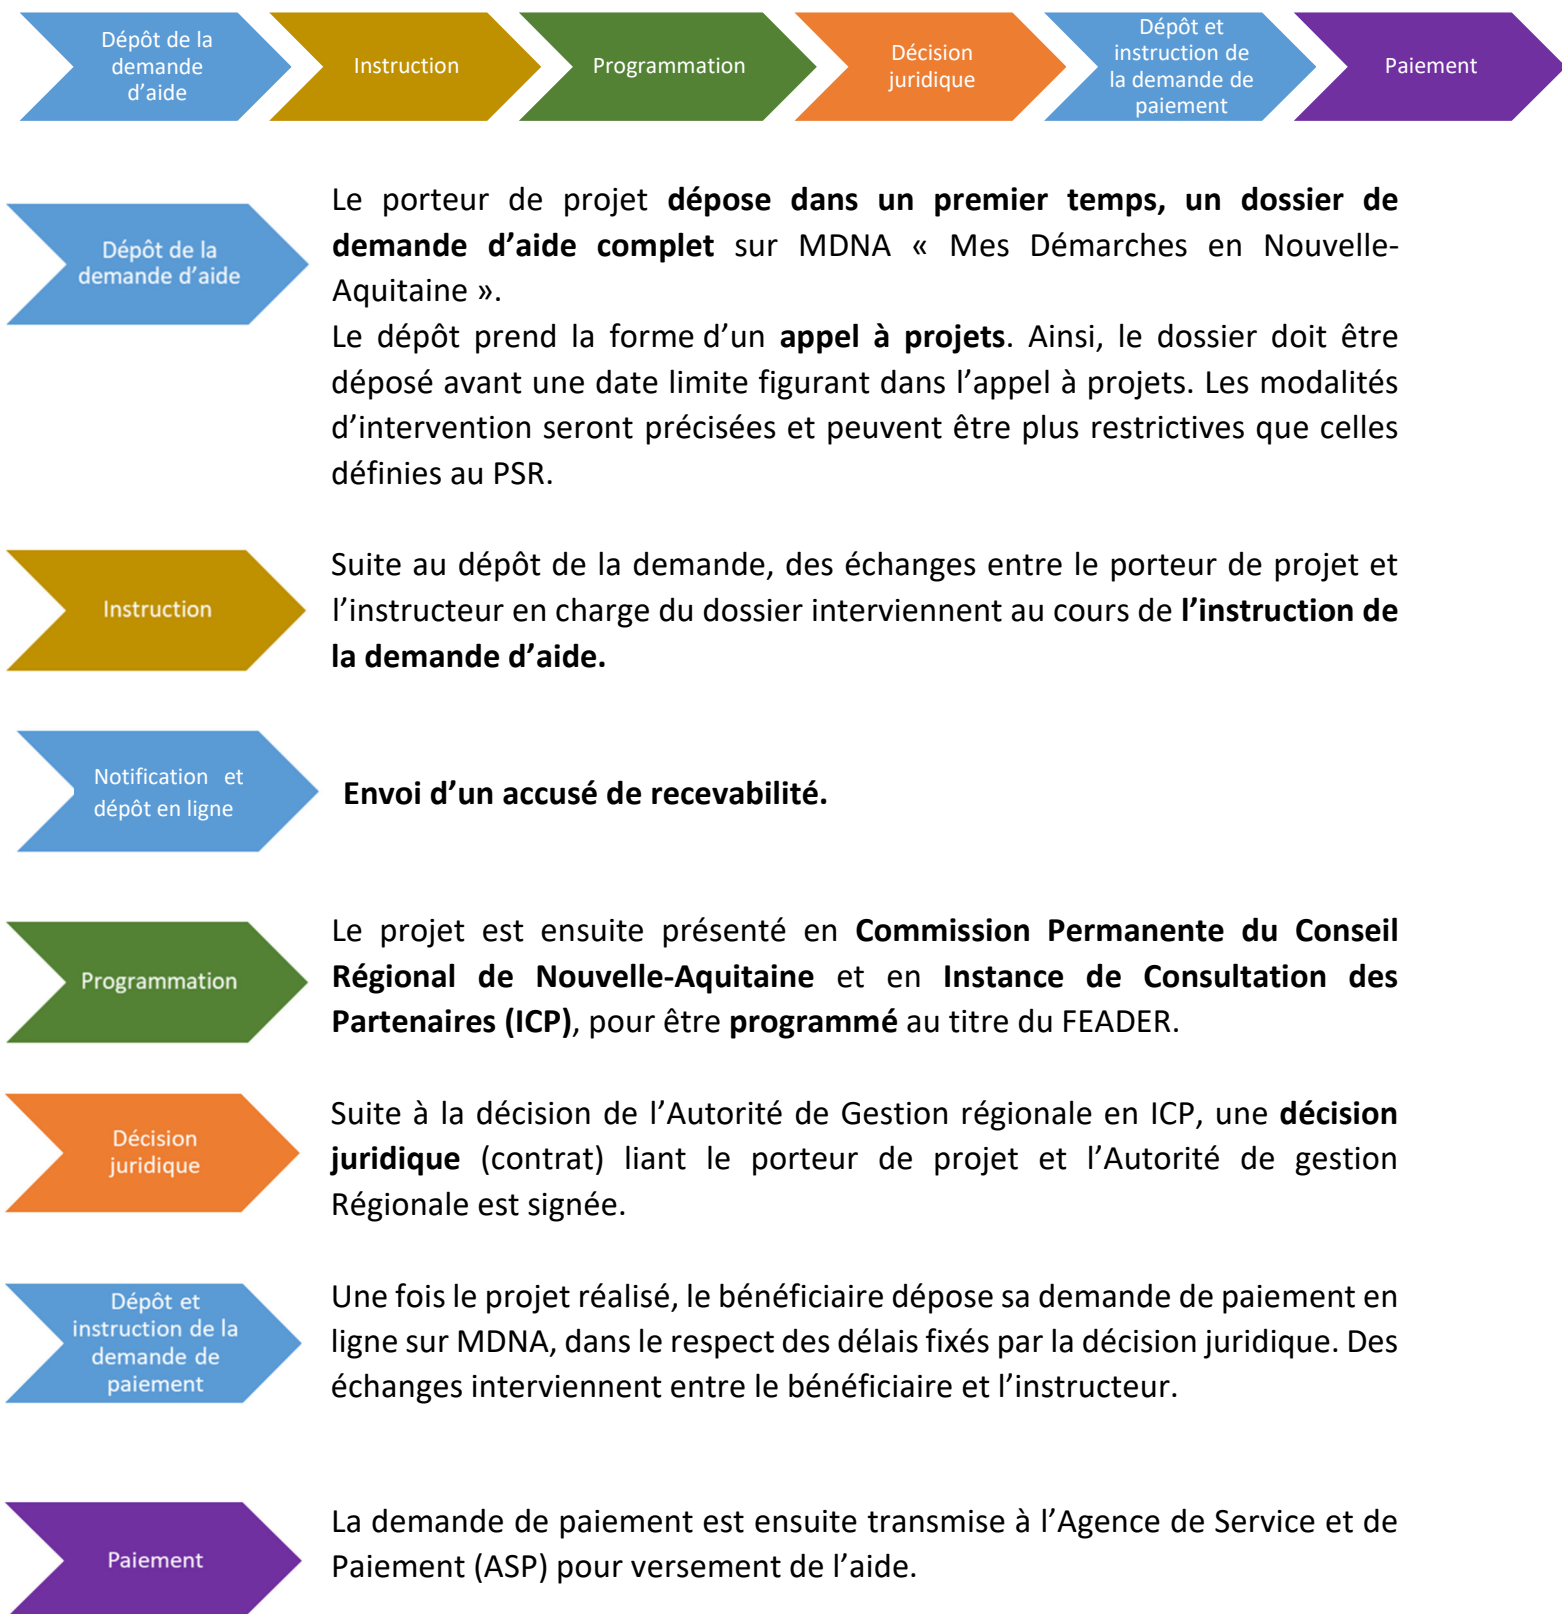 Dépôt de la
demande
d’aide
Instruction
Programmation
Décision
juridique
Dépôt et
instruction de
la demande de
paiement
Paiement
Dépôt de la
demande d’aide
Le porteur de projet dépose dans un premier temps, un dossier de
demande d’aide complet sur MDNA « Mes Démarches en Nouvelle-
Aquitaine ».
Le dépôt prend la forme d’un appel à projets. Ainsi, le dossier doit être
déposé avant une date limite figurant dans l’appel à projets. Les modalités
d’intervention seront précisées et peuvent être plus restrictives que celles
définies au PSR.
Instruction
Suite au dépôt de la demande, des échanges entre le porteur de projet et
l’instructeur en charge du dossier interviennent au cours de l’instruction de
la demande d’aide.
Notification et
dépôt en ligne
Envoi d’un accusé de recevabilité.
Programmation
Le projet est ensuite présenté en Commission Permanente du Conseil
Régional de Nouvelle-Aquitaine et en Instance de Consultation des
Partenaires (ICP), pour être programmé au titre du FEADER.
Décision
juridique
Suite à la décision de l’Autorité de Gestion régionale en ICP, une décision
juridique (contrat) liant le porteur de projet et l’Autorité de gestion
Régionale est signée.
Dépôt et
instruction de la
demande de
paiement
Une fois le projet réalisé, le bénéficiaire dépose sa demande de paiement en
ligne sur MDNA, dans le respect des délais fixés par la décision juridique. Des
échanges interviennent entre le bénéficiaire et l’instructeur.
Paiement
La demande de paiement est ensuite transmise à l’Agence de Service et de
Paiement (ASP) pour versement de l’aide.